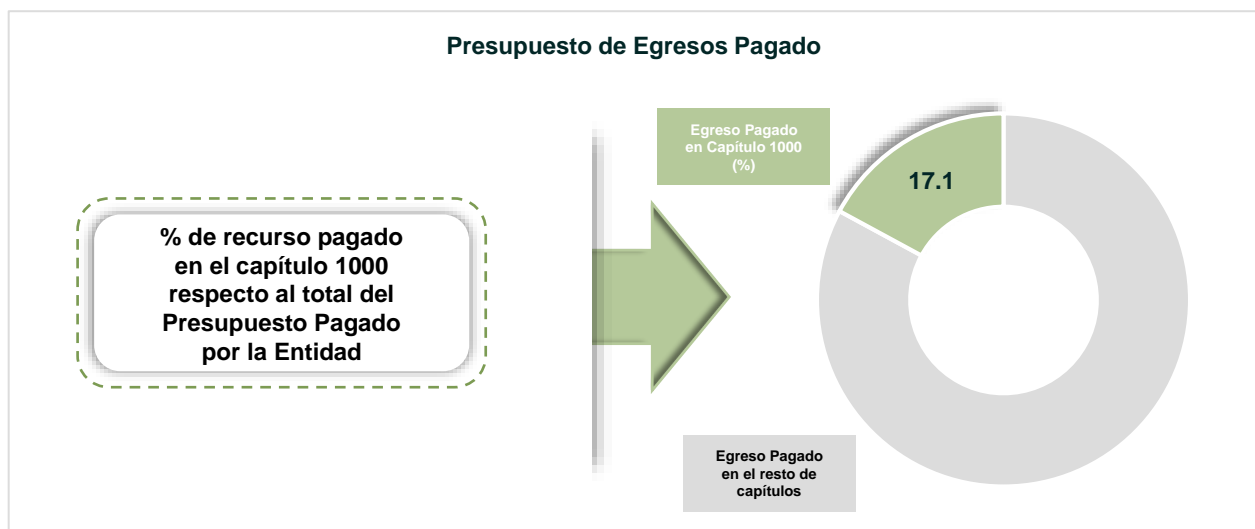 Presupuesto de Egresos Pagado
% de recurso pagado
en el capítulo 1000
respecto al total del
Presupuesto Pagado
por la Entidad
Egreso Pagado
en Capítulo 1000
(%)
17.1
Egreso Pagado
en el resto de
capítulos